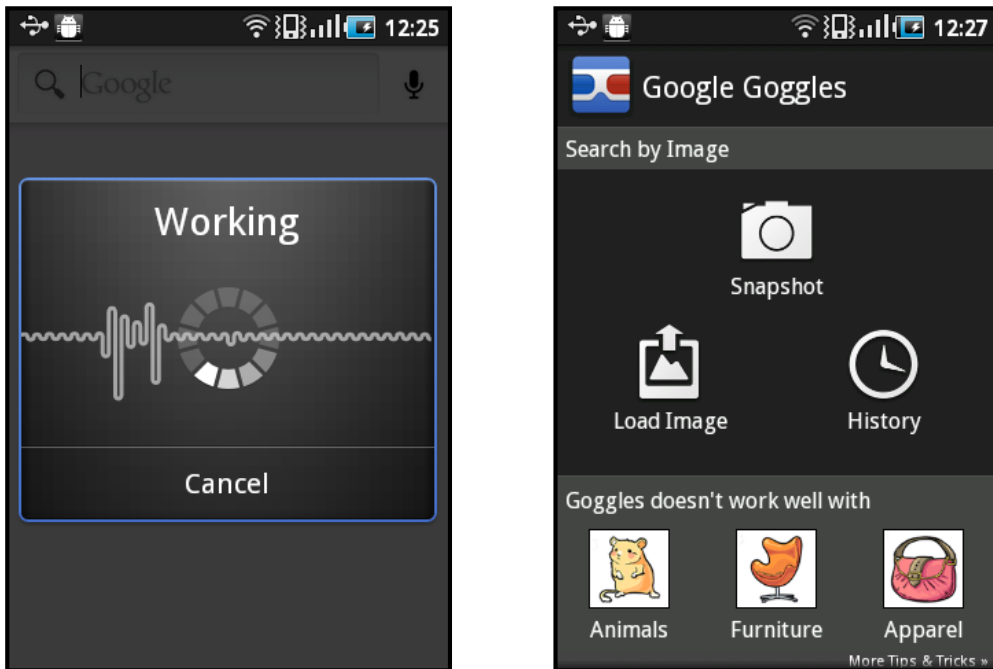 12:25
Google
Working
Cancel
12:27
Google Goggles
Search by Image
Snapshot
Load Image
History
Goggles doesn't work well with
Animals
Furniture
Apparel
More Tips & Tricks »